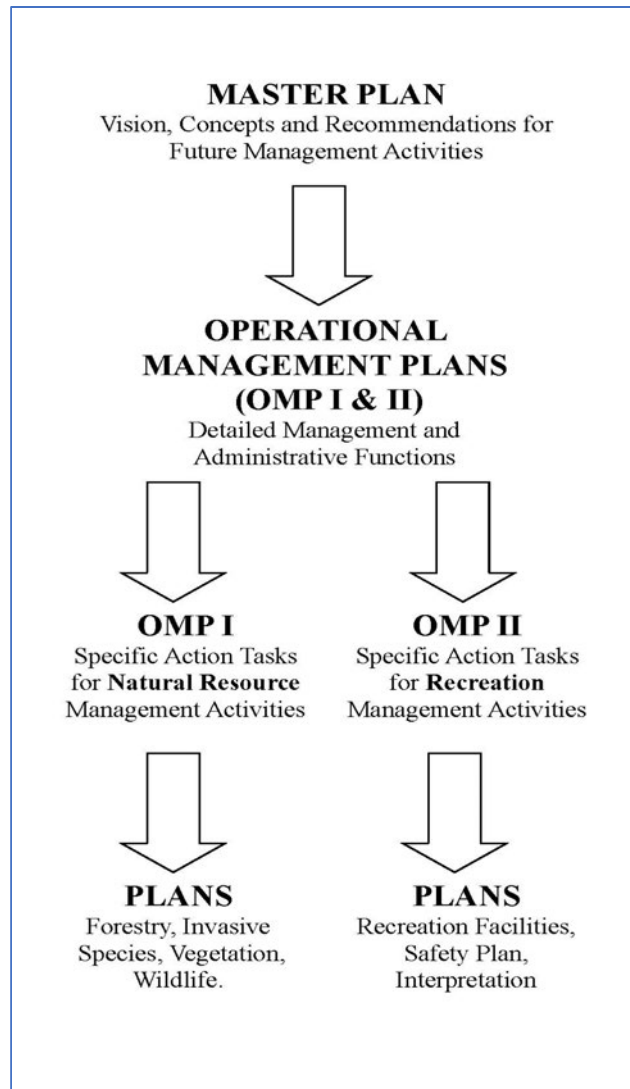 MASTER PLAN
Vision, Concepts and Recommendations for
Future Management Activities
OPERATIONAL
MANAGEMENT PLANS
(OMP I & II)
Detailed Management and
Administrative Functions
OMP I
Specific Action Tasks
for Natural Resource
Management Activities
OMP II
Specific Action Tasks
for Recreation
Management Activities
PLANS
Forestry, Invasive
Species, Vegetation,
Wildlife.
PLANS
Recreation Facilities,
Safety Plan,
Interpretation